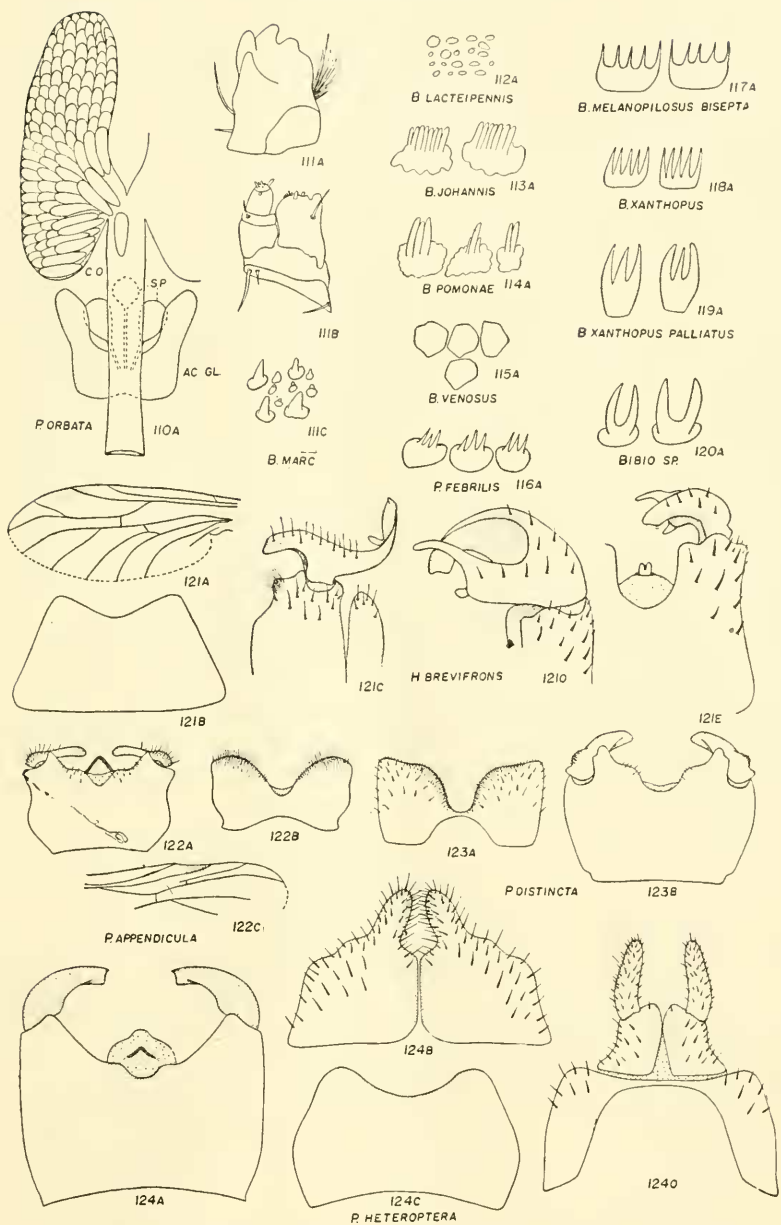 111A
112A
B LACTEIPENNIS
117A
B. MELANOPILOSUS BISEPTA
113A
B. JOHANNIS
118A
B. XANTHOPUS
C.O.
S.P.
111B
114A
B POMONAE
119A
B XANTHOPUS PALLIATUS
AC GL.
P. ORBATA
110A
111C
B. MARCI
115A
B. VENOSUS
P. FEBRILIS
116A
BIBIO SP.
120A
121A
121B
121C
H BREVIFRONS
121D
121E
122A
122B
123A
P. DISTINCTA
123B
P. APPENDICULA
122C
124B
124A
124C
124D
P. HETEROPTERA